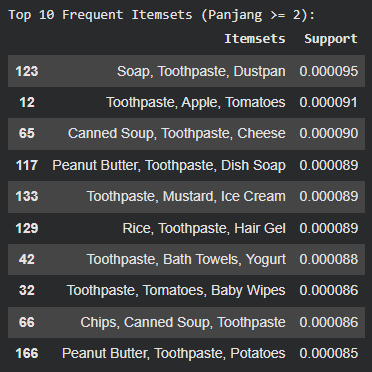 Top 10 Frequent Itemsets (Panjang >= 2):
Itemsets Support
123 Soap, Toothpaste, Dustpan 0.000095
12 Toothpaste, Apple, Tomatoes 0.000091
65 Canned Soup, Toothpaste, Cheese 0.000090
117 Peanut Butter, Toothpaste, Dish Soap 0.000089
133 Toothpaste, Mustard, Ice Cream 0.000089
129 Rice, Toothpaste, Hair Gel 0.000089
42 Toothpaste, Bath Towels, Yogurt 0.000088
32 Toothpaste, Tomatoes, Baby Wipes 0.000086
66 Chips, Canned Soup, Toothpaste 0.000086
166 Peanut Butter, Toothpaste, Potatoes 0.000085